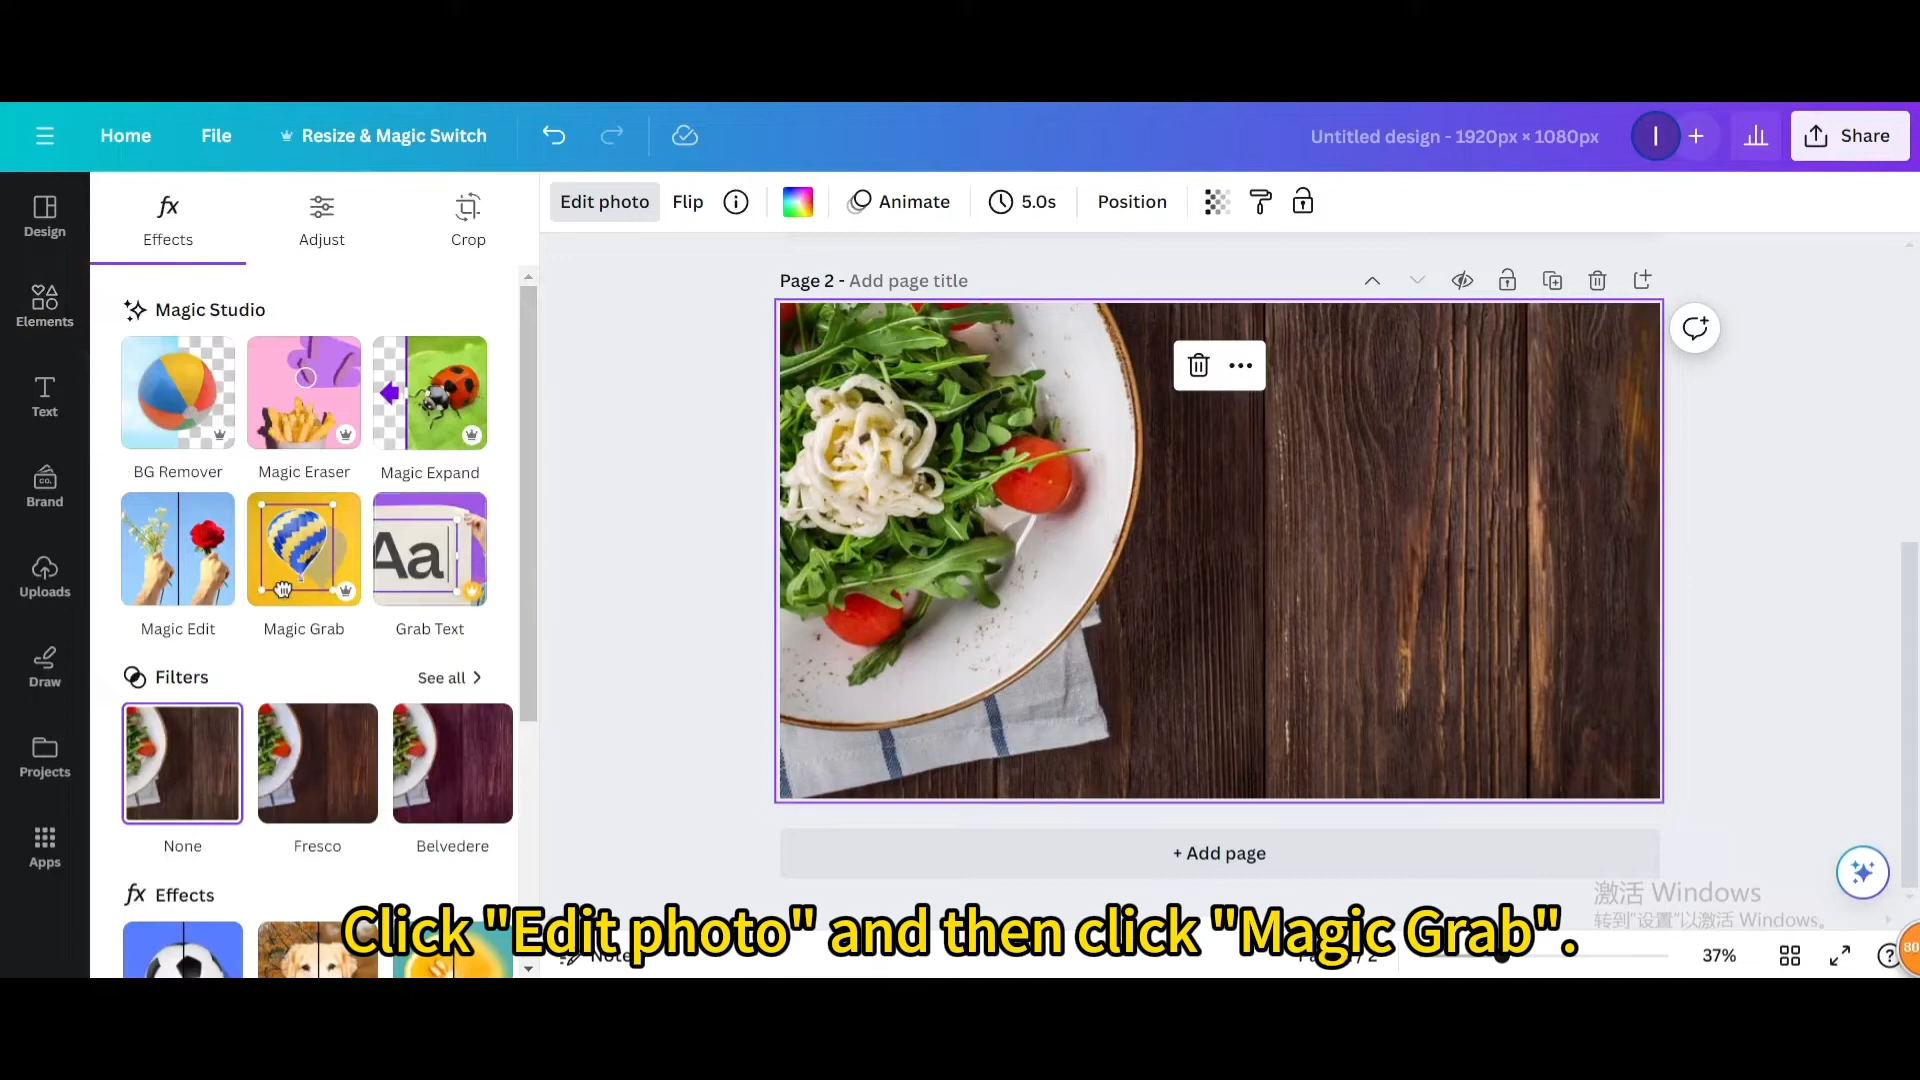 Home File Resize & Magic Switch Untitled design - 1920px × 1080px I + Share
Edit photo Flip Animate 5.0s Position
Effects Adjust Crop
Design
Elements
Text
Brand
CO.
Uploads
Draw
Projects
Apps
Magic Studio
BG Remover Magic Eraser Magic Expand
Aa
Magic Edit Magic Grab Grab Text
Filters See all
None Fresco Belvedere
fx Effects
Page 2 - Add page title
+ Add page
激活 Windows
转到"设置"以激活 Windows。
Click "Edit photo" and then click "Magic Grab".
37%
80